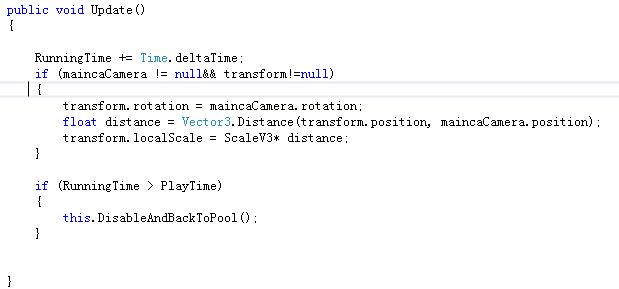 public void Update()
{
RunningTime += Time.deltaTime;
if (maincaCamera != null&& transform!=null)
{
transform.rotation = maincaCamera.rotation;
float distance = Vector3.Distance(transform.position, maincaCamera.position);
transform.localScale = ScaleV3* distance;
}
if (RunningTime > PlayTime)
{
this.DisableAndBackToPool();
}
}